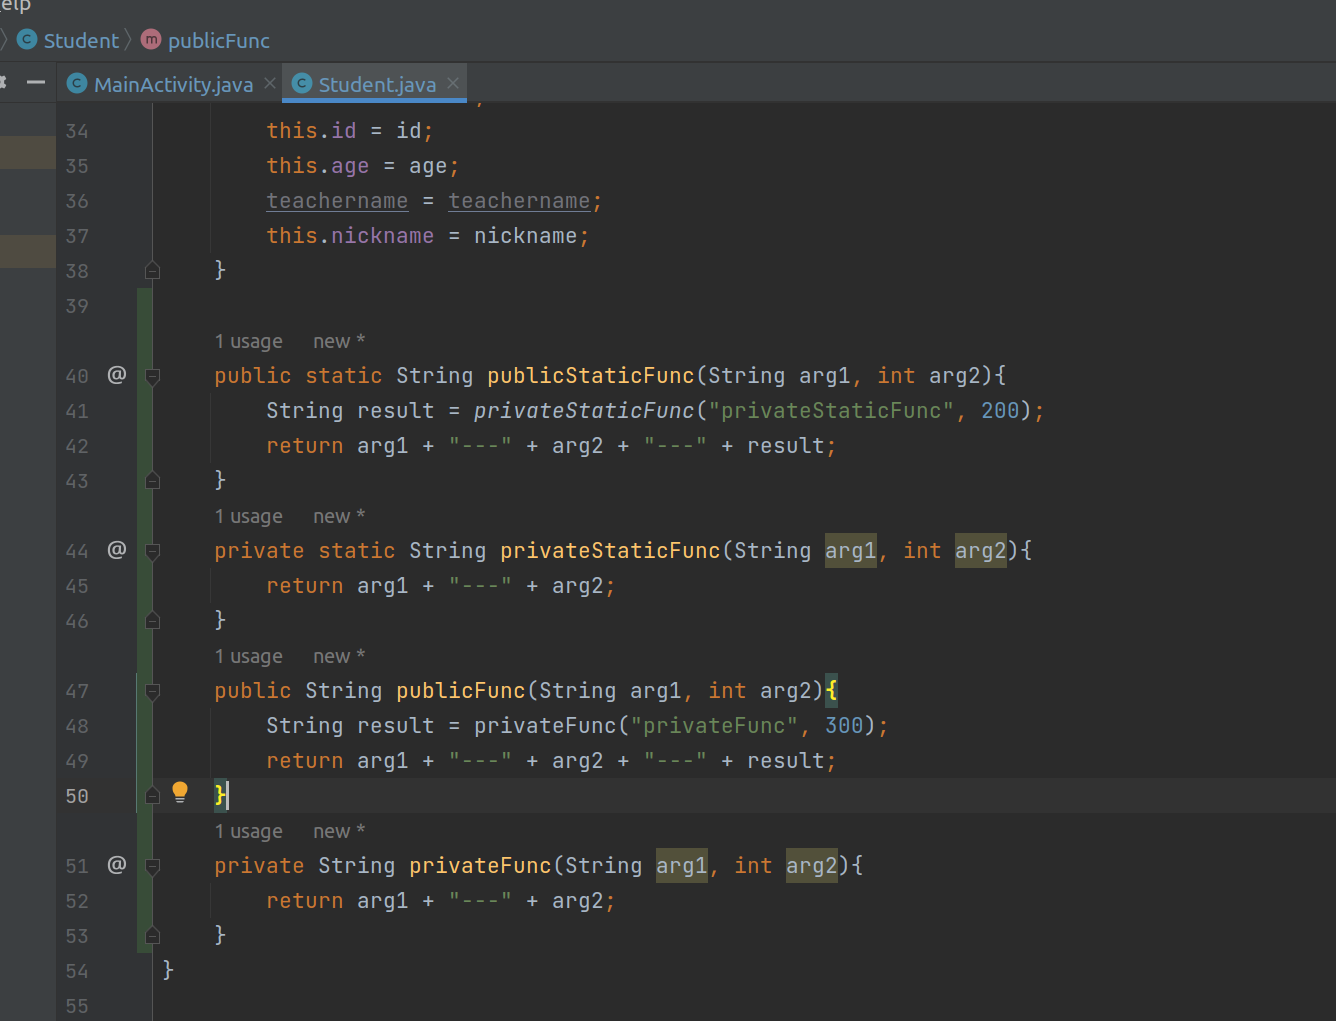 elp
Student publicFunc
MainActivity.java Student.java
34 this.id = id;
35 this.age = age;
36 teachername = teachername;
37 this.nickname = nickname;
38 }
39
1 usage new *
40 @ public static String publicStaticFunc(String arg1, int arg2){
41 String result = privateStaticFunc("privateStaticFunc", 200);
42 return arg1 + "---" + arg2 + "---" + result;
43 }
1 usage new *
44 @ private static String privateStaticFunc(String arg1, int arg2){
45 return arg1 + "---" + arg2;
46 }
1 usage new *
47 public String publicFunc(String arg1, int arg2){
48 String result = privateFunc("privateFunc", 300);
49 return arg1 + "---" + arg2 + "---" + result;
50 }
1 usage new *
51 @ private String privateFunc(String arg1, int arg2){
52 return arg1 + "---" + arg2;
53 }
54 }
55